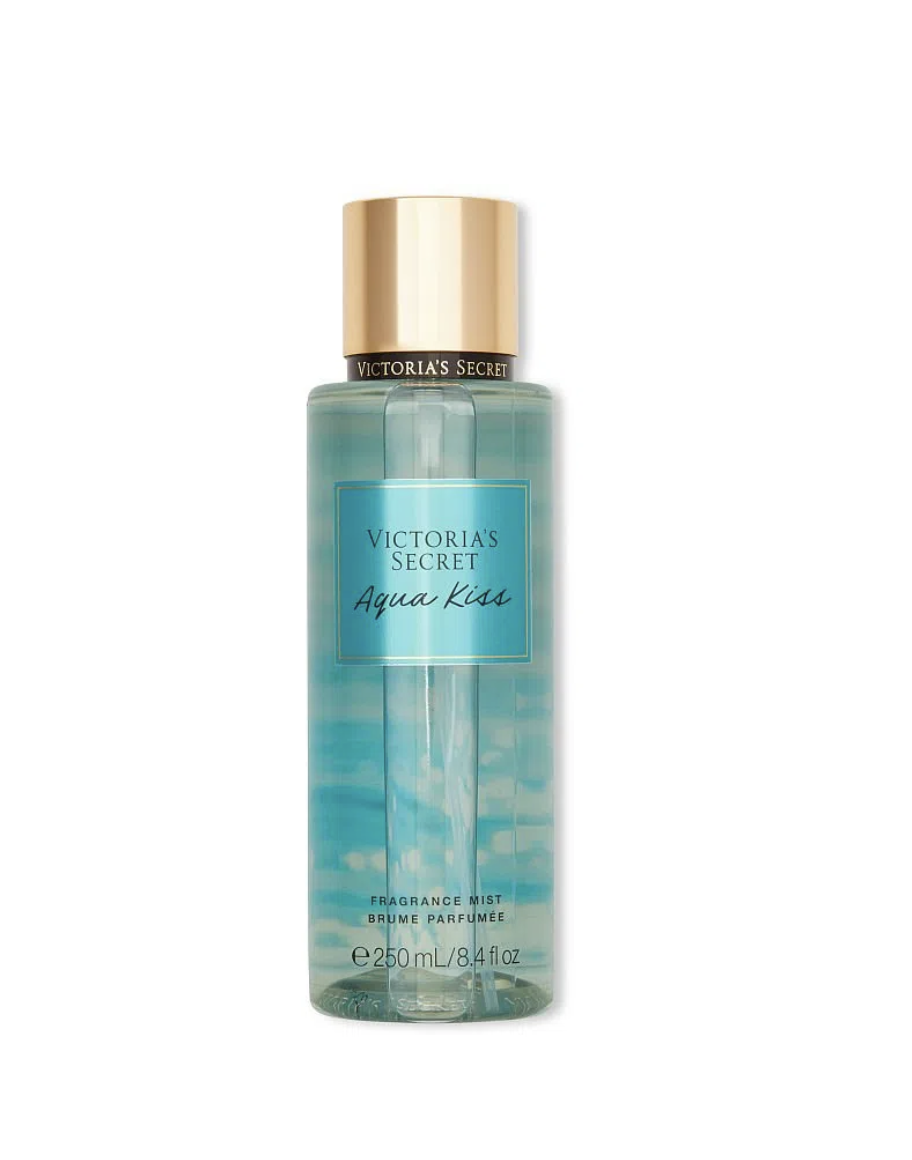 VICTORIA'S SECRET
VICTORIA'S
SECRET
Aqua Kiss
FRAGRANCE MIST
BRUME PARFUMÉE
℮ 250 mL/8.4 fl oz